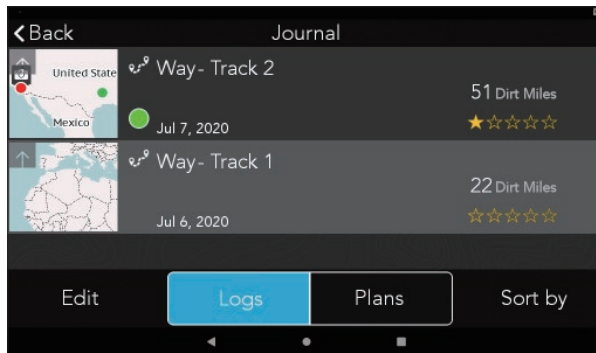 Back
Journal
United State
Mexico
Way- Track 2
51 Dirt Miles
Jul 7, 2020
Way- Track 1
22 Dirt Miles
Jul 6, 2020
Edit
Logs
Plans
Sort by